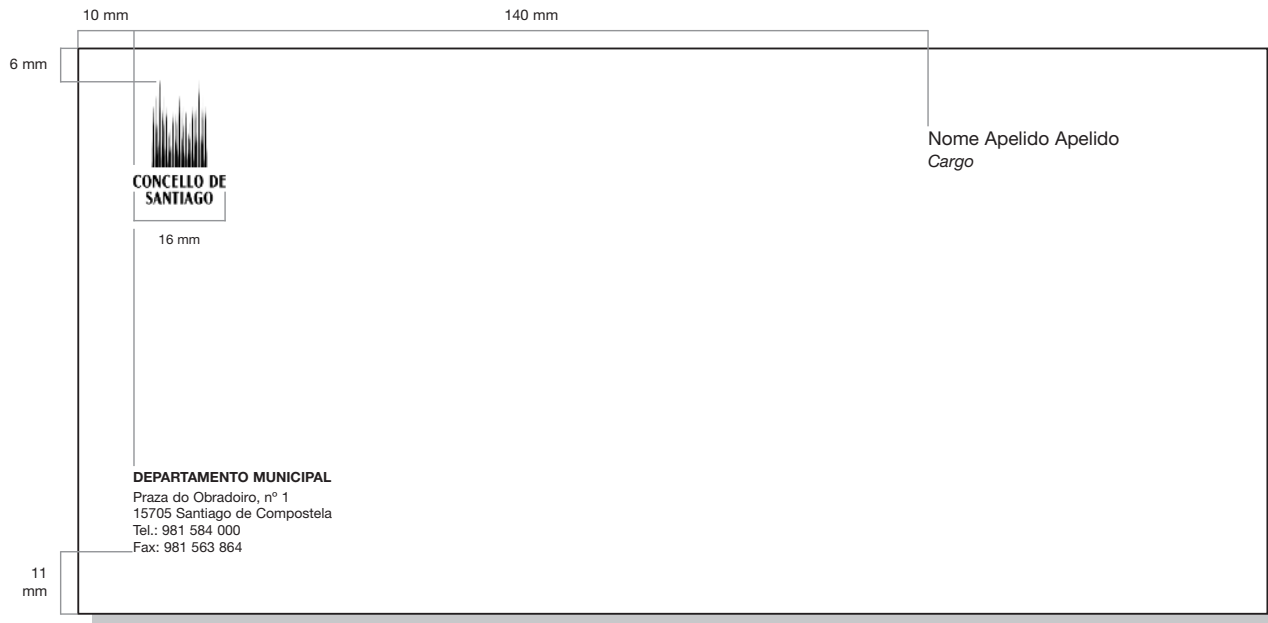 10 mm
140 mm
6 mm
CONCELLO DE
SANTIAGO
16 mm
Nome Apelido Apelido
Cargo
DEPARTAMENTO MUNICIPAL
Praza do Obradoiro, nº 1
15705 Santiago de Compostela
Tel.: 981 584 000
Fax: 981 563 864
11
mm